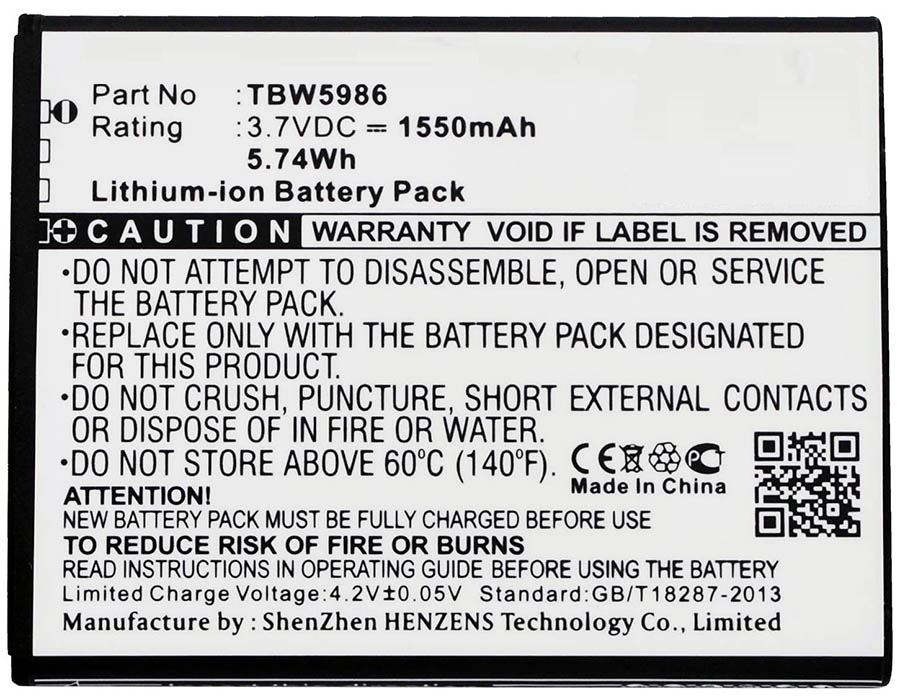 Part No : TBW5986
Rating : 3.7VDC ⎓ 1550mAh
5.74Wh
Lithium-ion Battery Pack
CAUTION WARRANTY VOID IF LABEL IS REMOVED
•DO NOT ATTEMPT TO DISASSEMBLE, OPEN OR SERVICE
THE BATTERY PACK.
•REPLACE ONLY WITH THE BATTERY PACK DESIGNATED
FOR THIS PRODUCT.
•DO NOT CRUSH, PUNCTURE, SHORT EXTERNAL CONTACTS
OR DISPOSE OF IN FIRE OR WATER.
•DO NOT STORE ABOVE 60°C (140°F). CE PC
Made In China
ATTENTION!
NEW BATTERY PACK MUST BE FULLY CHARGED BEFORE USE
TO REDUCE RISK OF FIRE OR BURNS
READ INSTRUCTIONS IN OPERATING GUIDE BEFORE USING THE BATTERY
Limited Charge Voltage:4.2V±0.05V Standard:GB/T18287-2013
Manufacture by : ShenZhen HENZENS Technology Co., Limited